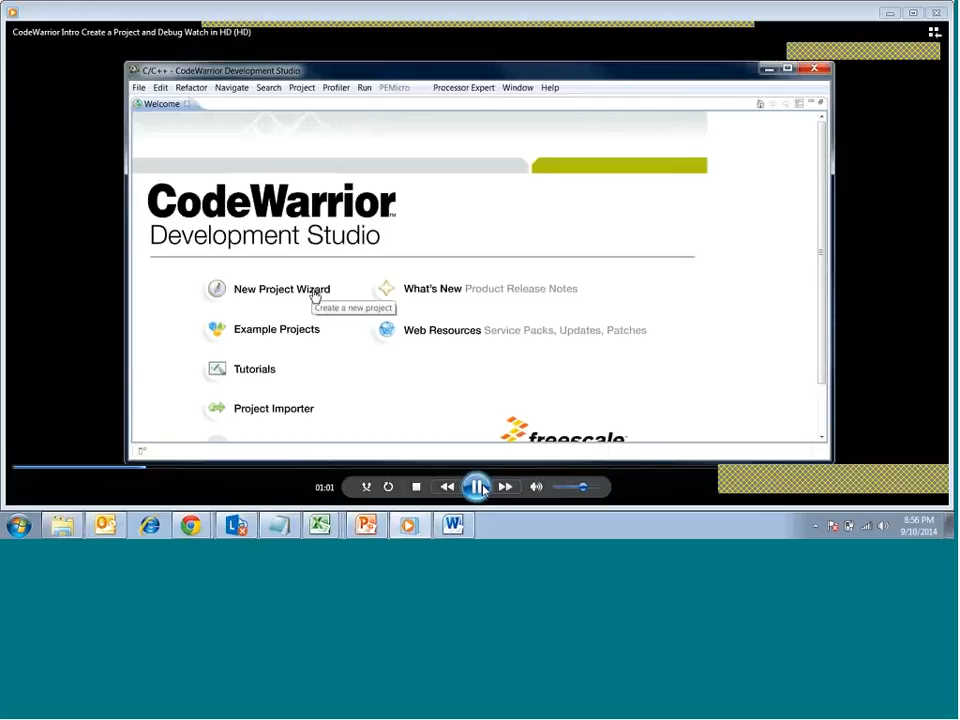 CodeWarrior Intro Create a Project and Debug Watch in HD (HD)
C/C++ - CodeWarrior Development Studio
File Edit Refactor Navigate Search Project Profiler Run PEMicro Processor Expert Window Help
Welcome
CodeWarrior
Development Studio
New Project Wizard
What's New Product Release Notes
Create a new project
Example Projects
Web Resources Service Packs, Updates, Patches
Tutorials
Project Importer
freescale
01:01
8:56 PM
9/10/2014